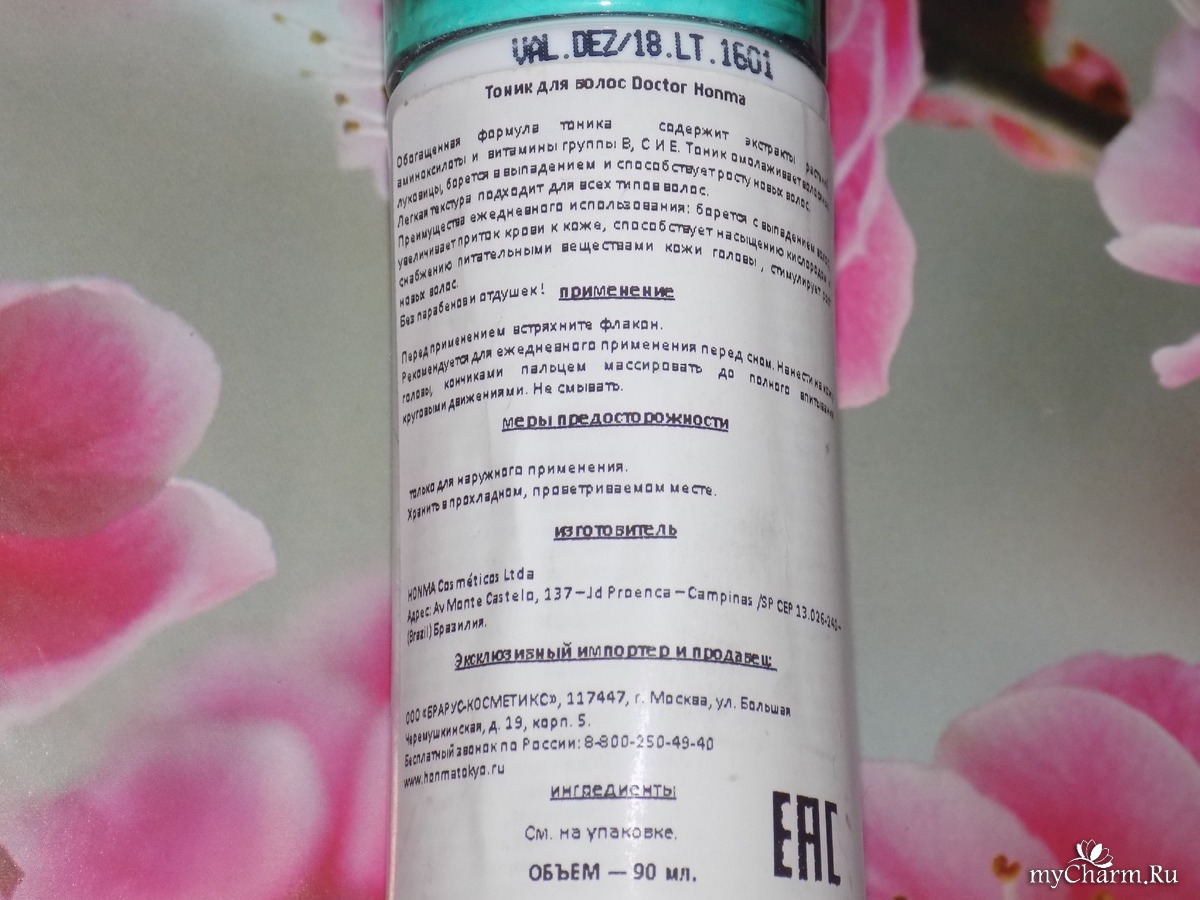 VAL.DEZ/18.LT.1601
Тоник для волос Doctor Honma
Обогащенная формула тоника содержит экстракты
аминокслоты и витамины группы В, С И Е. Тоник омолаживает
луковицы, борется в выпадением и способствует росту новых волос.
Легкая текстура подходит для всех типов волос.
Преимущества ежедневного использования: борется с выпадением
увеличивает приток крови к коже, способствует насыщению кислородом
снабжению питательными веществами кожи головы, стимулирует
новых волос.
Без парабенов и отдушек! применение
Перед применением встряхните флакон.
Рекомендуется для ежедневного применения перед сном. Нанести на кожу
головы, кончиками пальцем массировать до полного впитывания
круговыми движениями. Не смывать.
меры предосторожности
только для наружного применения.
Хранить в прохладном, проветриваемом месте.
изготовитель
HONMA Cosméticos Ltda
Адрес: Av Monte Castelo, 137 – Jd Proenca – Campinas /SP CEP 13.026-240 –
(Brazil) Бразилия.
Эксклюзивный импортер и продавец:
ООО «БРАРУС-КОСМЕТИКС», 117447, г. Москва, ул. Большая
Черемушкинская, д. 19, корп. 5.
Бесплатный звонок по России: 8-800-250-49-40
www.honmatokyo.ru
ингредиенты
См. на упаковке.
ОБЪЕМ — 90 мл.
EAC
myCharm.Ru